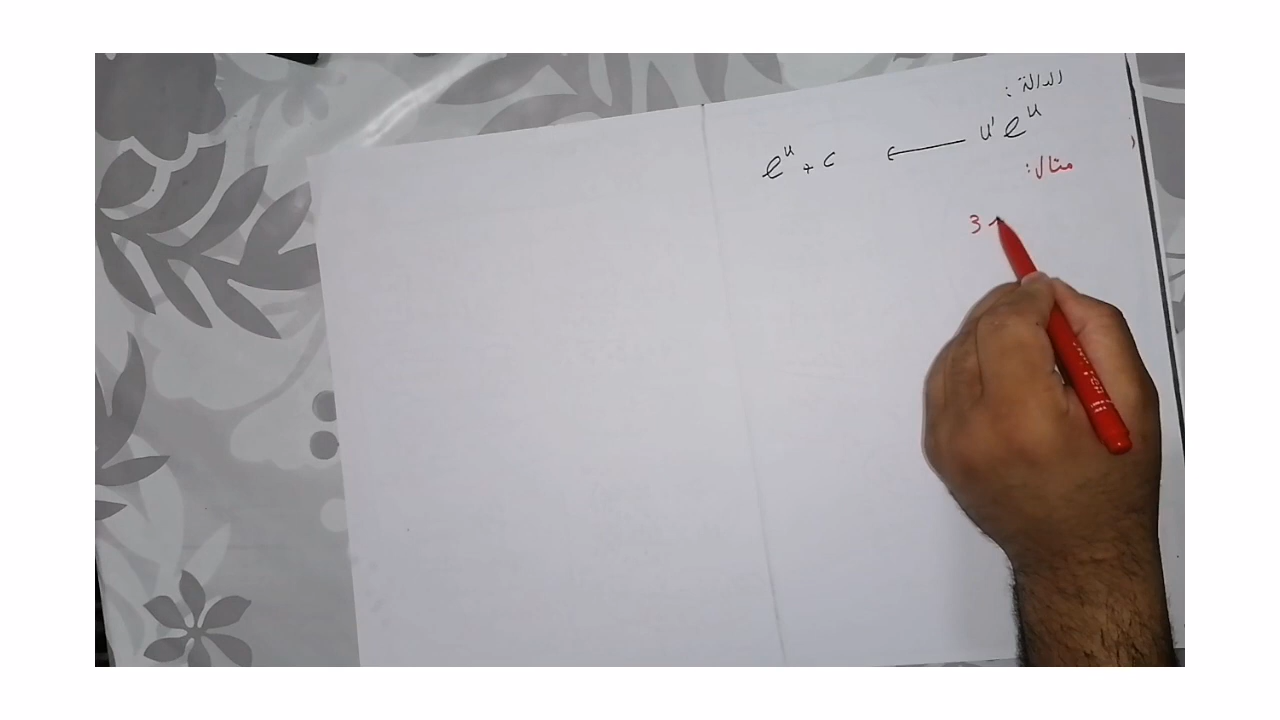 الدالة :
u' e^u ⟵ e^u + c
مثال :
3